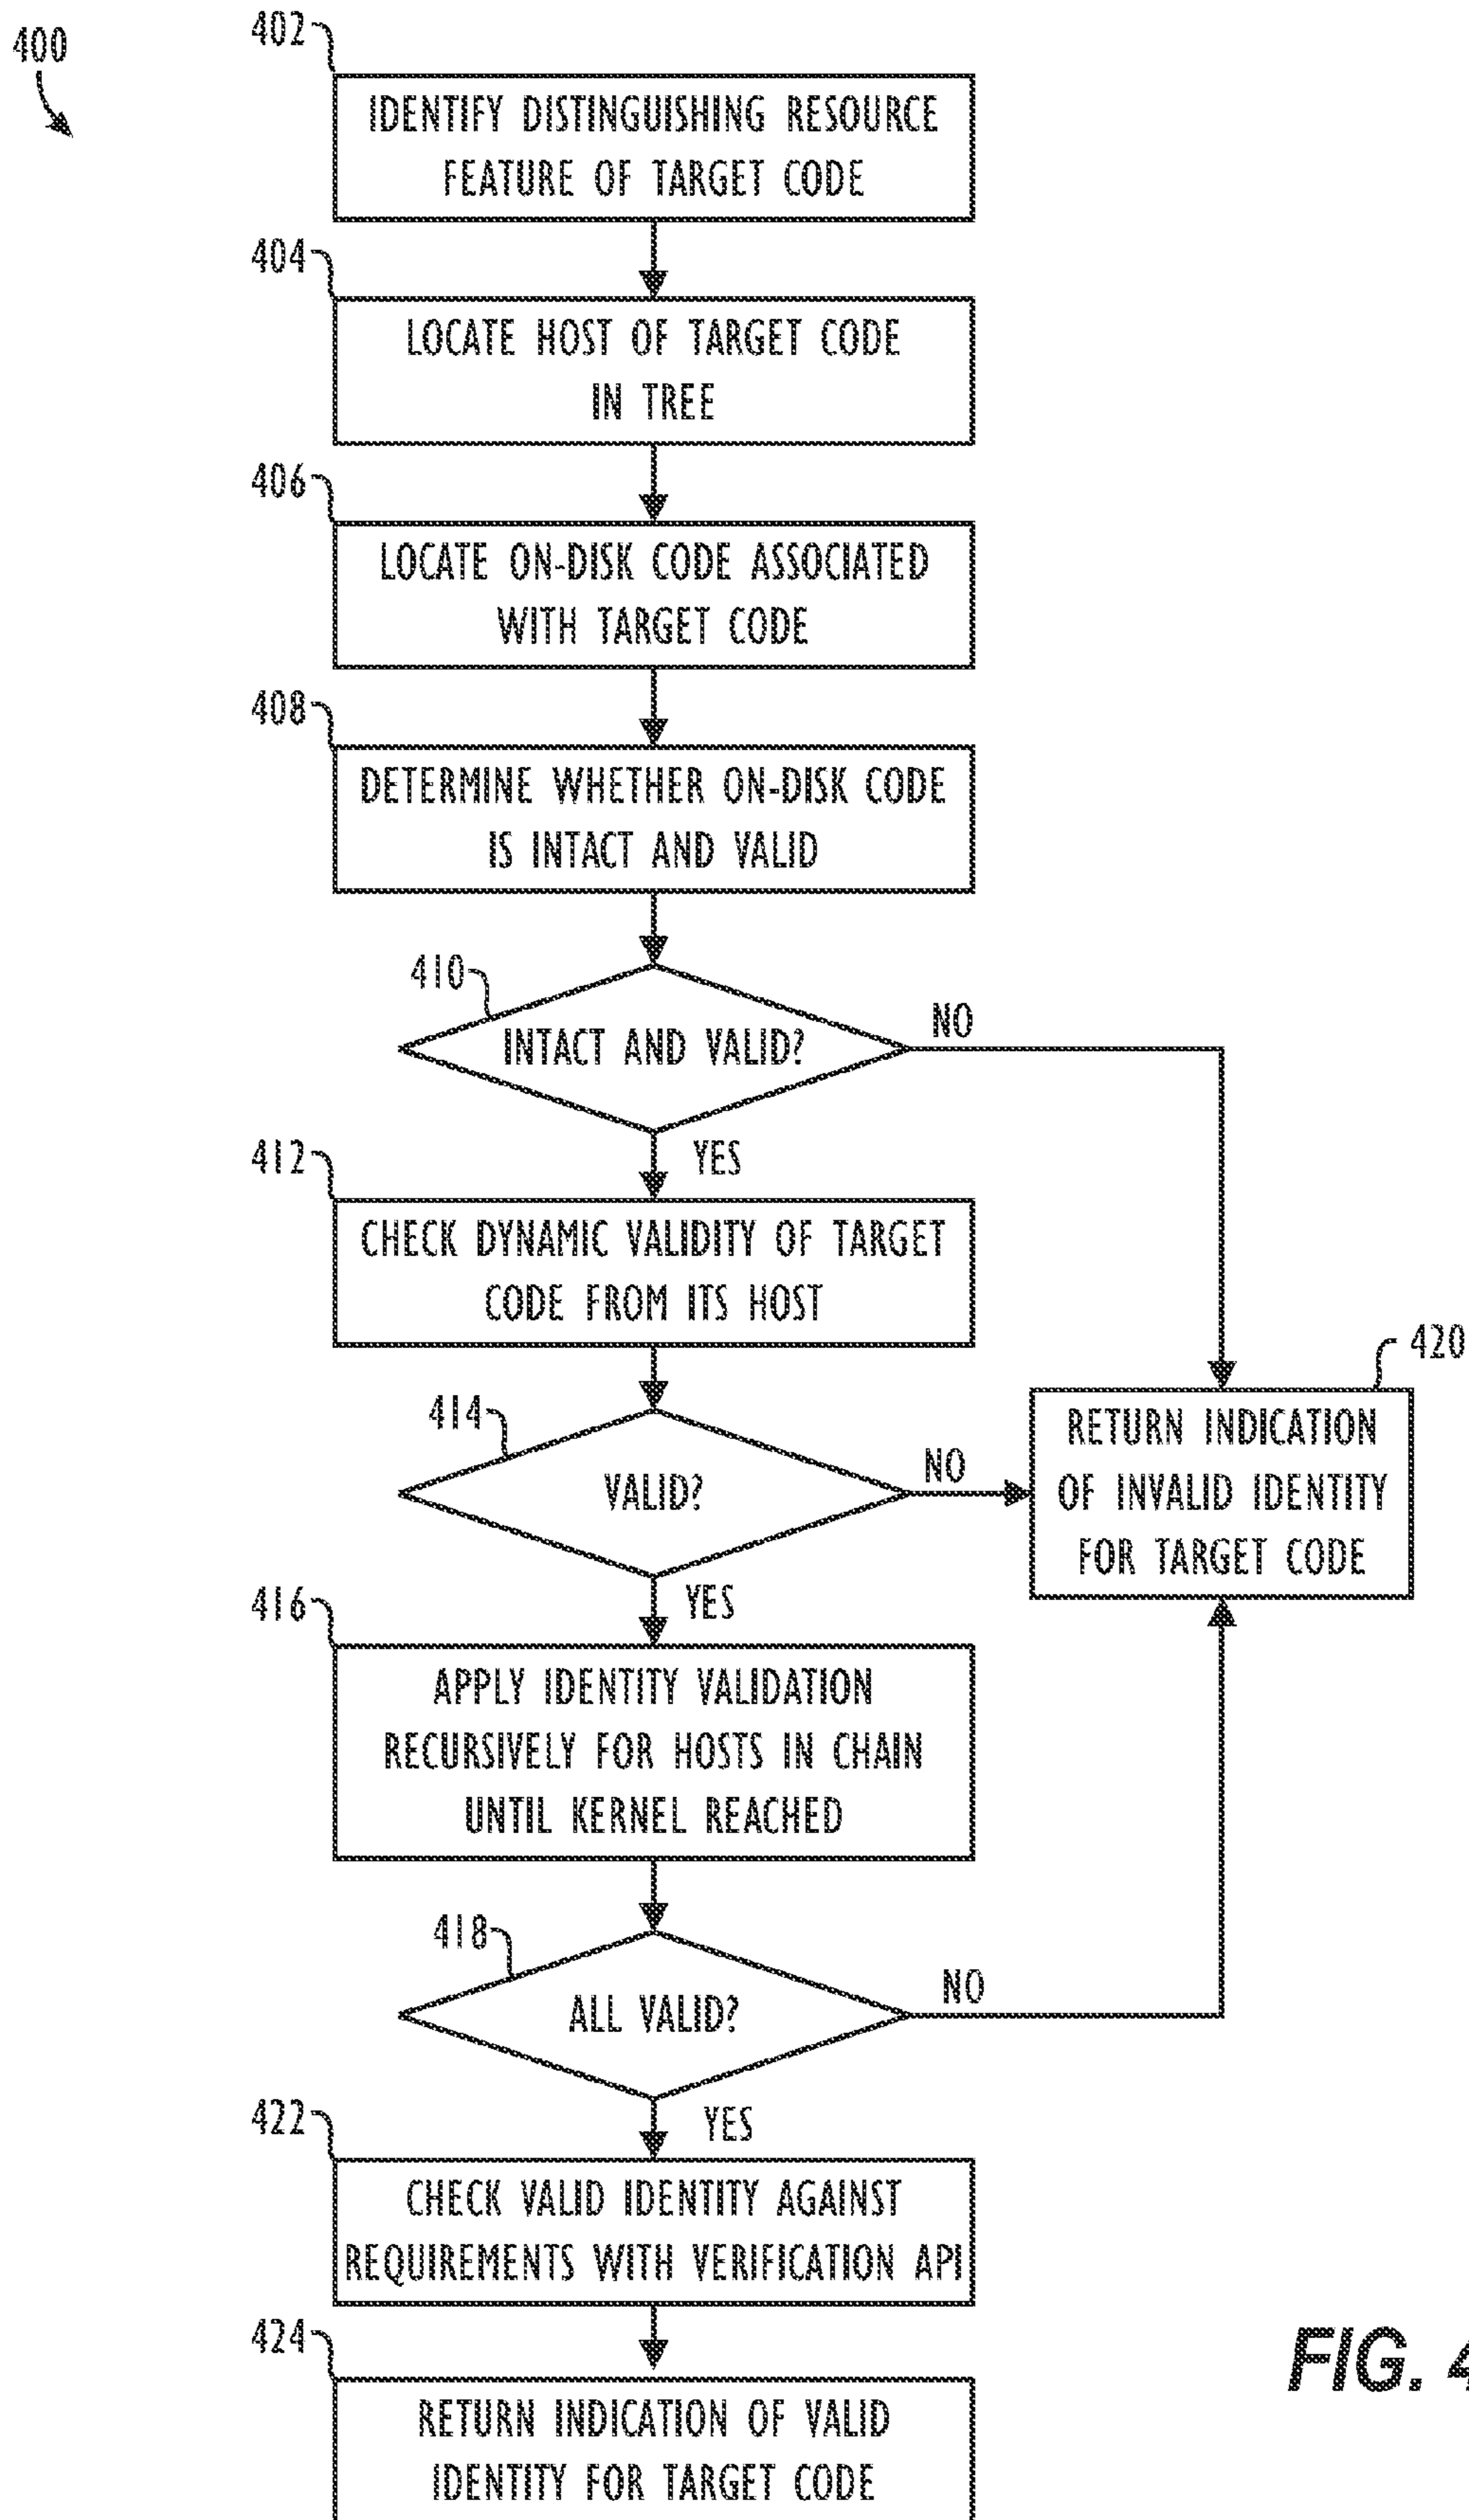 400
402
IDENTIFY DISTINGUISHING RESOURCE
FEATURE OF TARGET CODE
404
LOCATE HOST OF TARGET CODE
IN TREE
406
LOCATE ON-DISK CODE ASSOCIATED
WITH TARGET CODE
408
DETERMINE WHETHER ON-DISK CODE
IS INTACT AND VALID
410
INTACT AND VALID?
NO
YES
412
CHECK DYNAMIC VALIDITY OF TARGET
CODE FROM ITS HOST
414
VALID?
NO
YES
420
RETURN INDICATION
OF INVALID IDENTITY
FOR TARGET CODE
416
APPLY IDENTITY VALIDATION
RECURSIVELY FOR HOSTS IN CHAIN
UNTIL KERNEL REACHED
418
ALL VALID?
NO
YES
422
CHECK VALID IDENTITY AGAINST
REQUIREMENTS WITH VERIFICATION API
424
RETURN INDICATION OF VALID
IDENTITY FOR TARGET CODE
FIG. 4